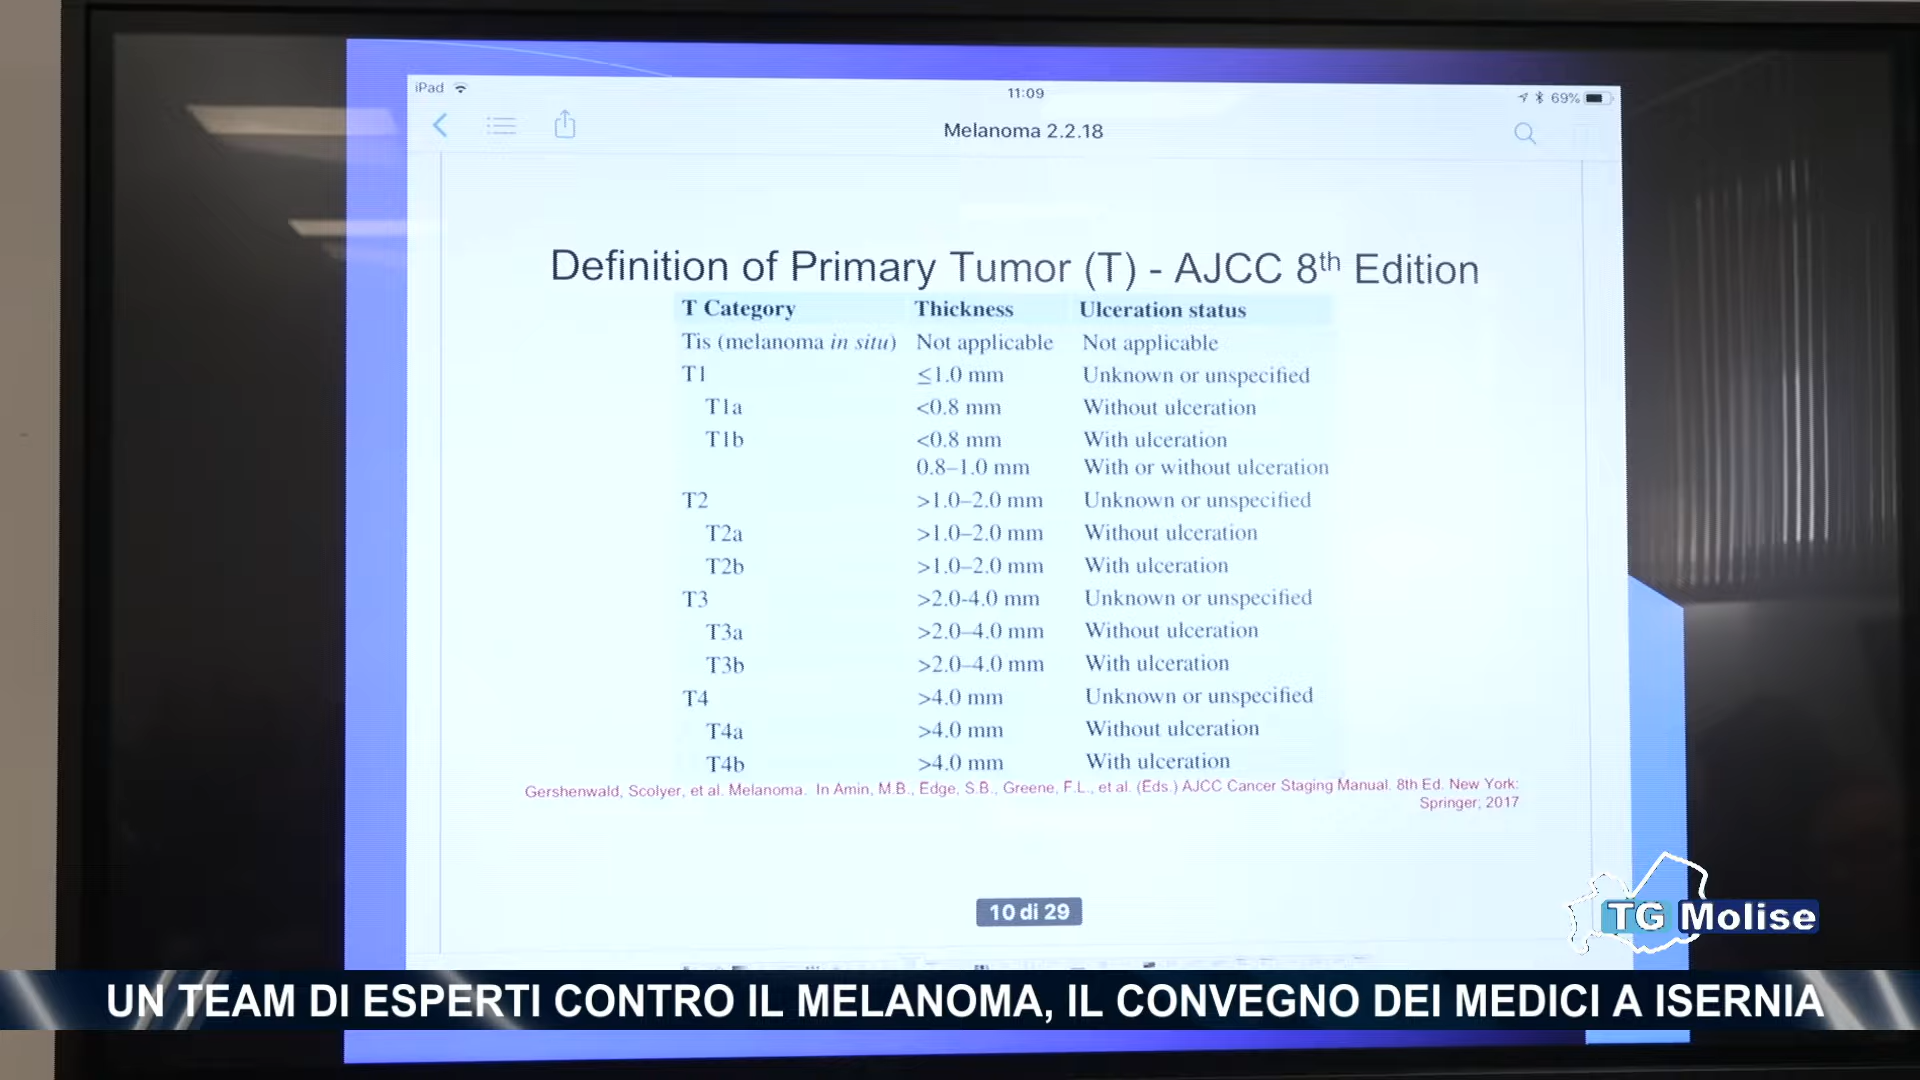 iPad
11:09
69%
Melanoma 2.2.18
Definition of Primary Tumor (T) - AJCC 8th Edition
T Category Thickness Ulceration status
Tis (melanoma in situ) Not applicable Not applicable
T1 ≤1.0 mm Unknown or unspecified
T1a <0.8 mm Without ulceration
T1b <0.8 mm With ulceration
0.8–1.0 mm With or without ulceration
T2 >1.0–2.0 mm Unknown or unspecified
T2a >1.0–2.0 mm Without ulceration
T2b >1.0–2.0 mm With ulceration
T3 >2.0-4.0 mm Unknown or unspecified
T3a >2.0–4.0 mm Without ulceration
T3b >2.0–4.0 mm With ulceration
T4 >4.0 mm Unknown or unspecified
T4a >4.0 mm Without ulceration
T4b >4.0 mm With ulceration
Gershenwald, Scolyer, et al. Melanoma. In Amin, M.B., Edge, S.B., Greene, F.L., et al. (Eds.) AJCC Cancer Staging Manual. 8th Ed. New York:
Springer; 2017
10 di 29
TG Molise
UN TEAM DI ESPERTI CONTRO IL MELANOMA, IL CONVEGNO DEI MEDICI A ISERNIA